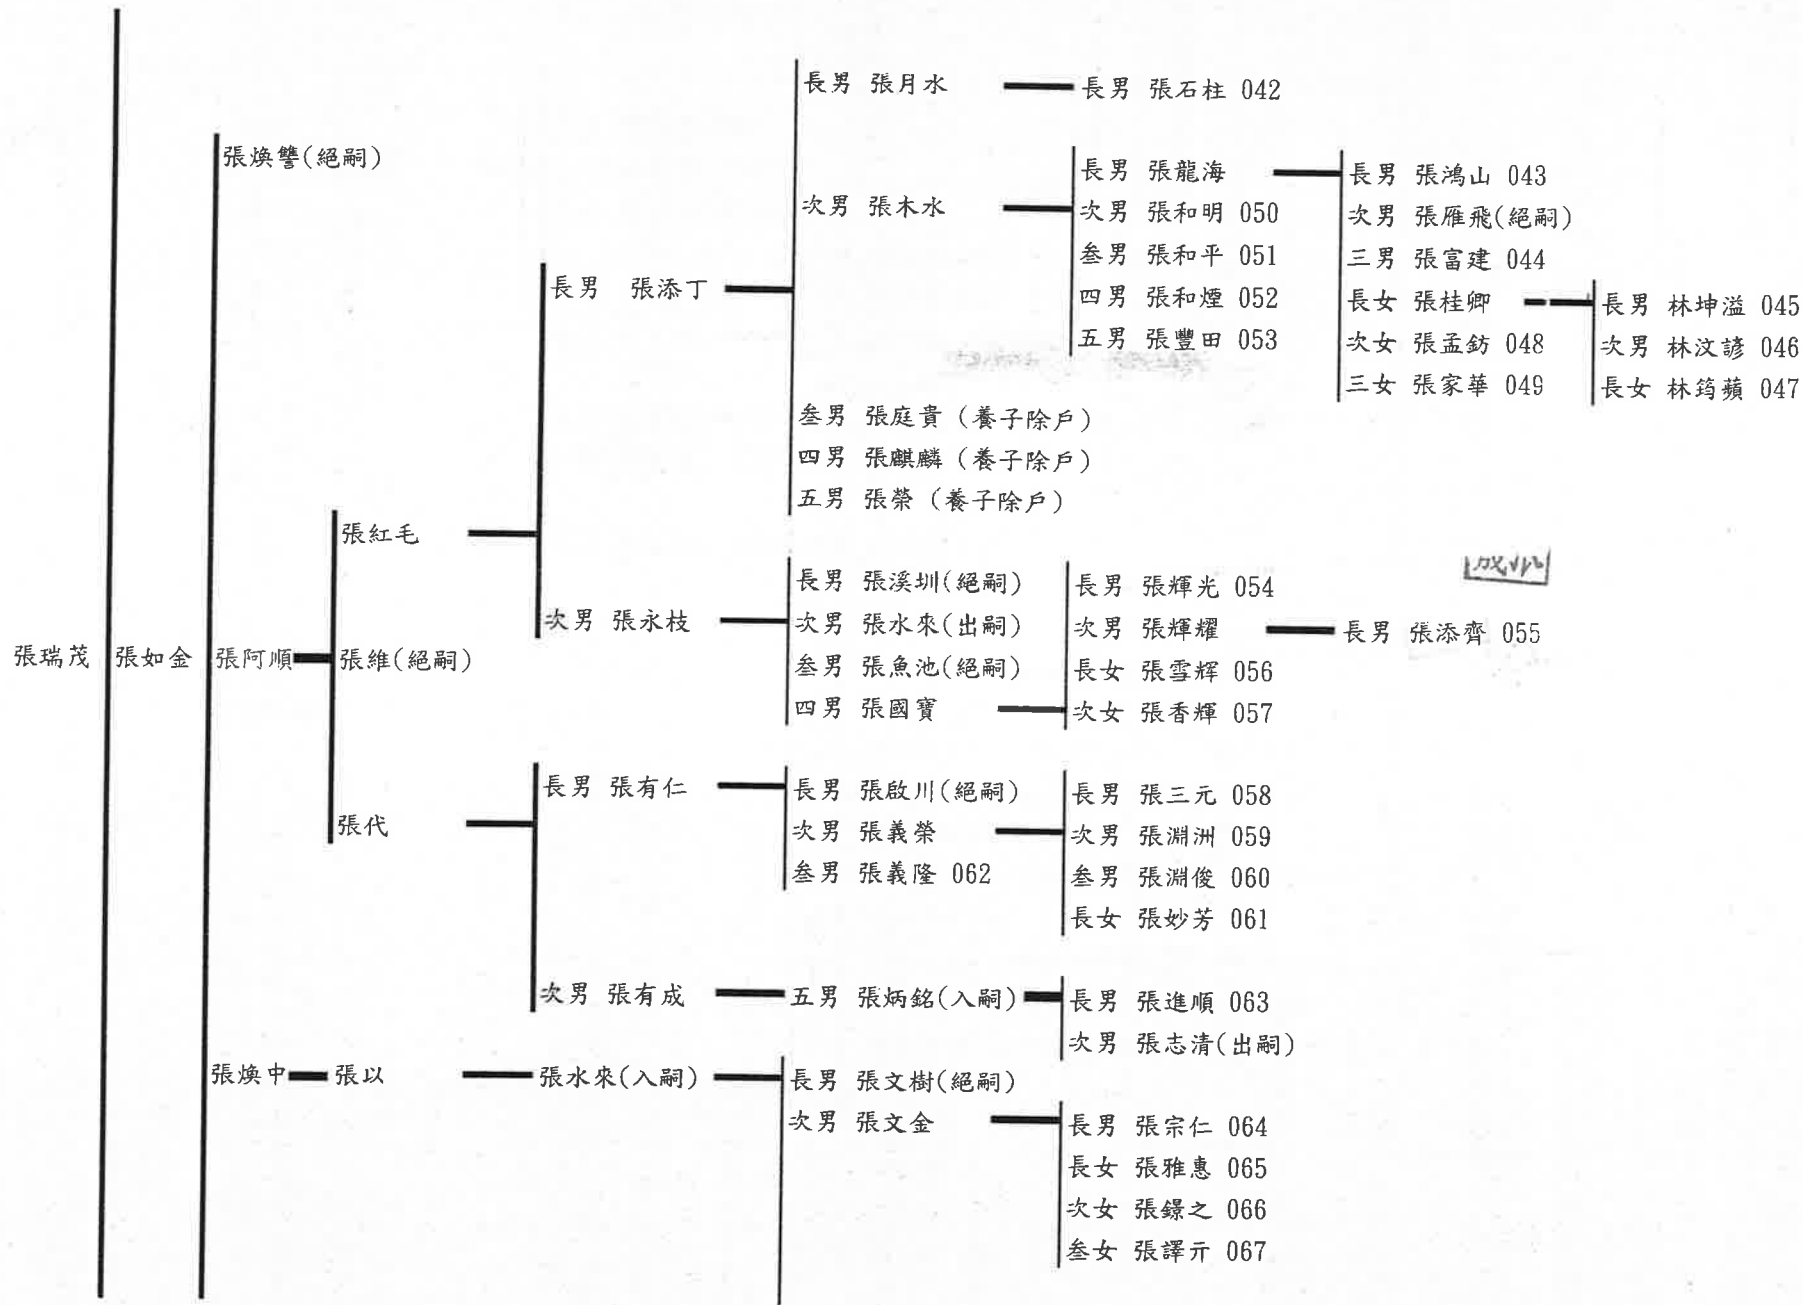 長男 張月水 長男 張石柱 042
張煥讐(絕嗣)
長男 張龍海 長男 張鴻山 043
次男 張木水 次男 張和明 050 次男 張雁飛(絕嗣)
叁男 張和平 051 三男 張富建 044
長男 張添丁 四男 張和煙 052 長女 張桂卿 長男 林坤溢 045
五男 張豐田 053 次女 張孟鈁 048 次男 林汶諺 046
三女 張家華 049 長女 林筠蘋 047
叁男 張庭貴 (養子除戶)
四男 張麒麟 (養子除戶)
五男 張榮 (養子除戶)
張紅毛
長男 張溪圳(絕嗣) 長男 張輝光 054
次男 張永枝 次男 張水來(出嗣) 次男 張輝耀 長男 張添齊 055
張瑞茂 張如金 張阿順 張維(絕嗣) 叁男 張魚池(絕嗣) 長女 張雪輝 056
四男 張國寶 次女 張香輝 057
長男 張有仁 長男 張啟川(絕嗣) 長男 張三元 058
張代 次男 張義榮 次男 張淵洲 059
叁男 張義隆 062 叁男 張淵俊 060
長女 張妙芳 061
次男 張有成 五男 張炳銘(入嗣) 長男 張進順 063
次男 張志清(出嗣)
張煥中 張以 張水來(入嗣) 長男 張文樹(絕嗣)
次男 張文金 長男 張宗仁 064
長女 張雅惠 065
次女 張鐛之 066
叁女 張譯亓 067